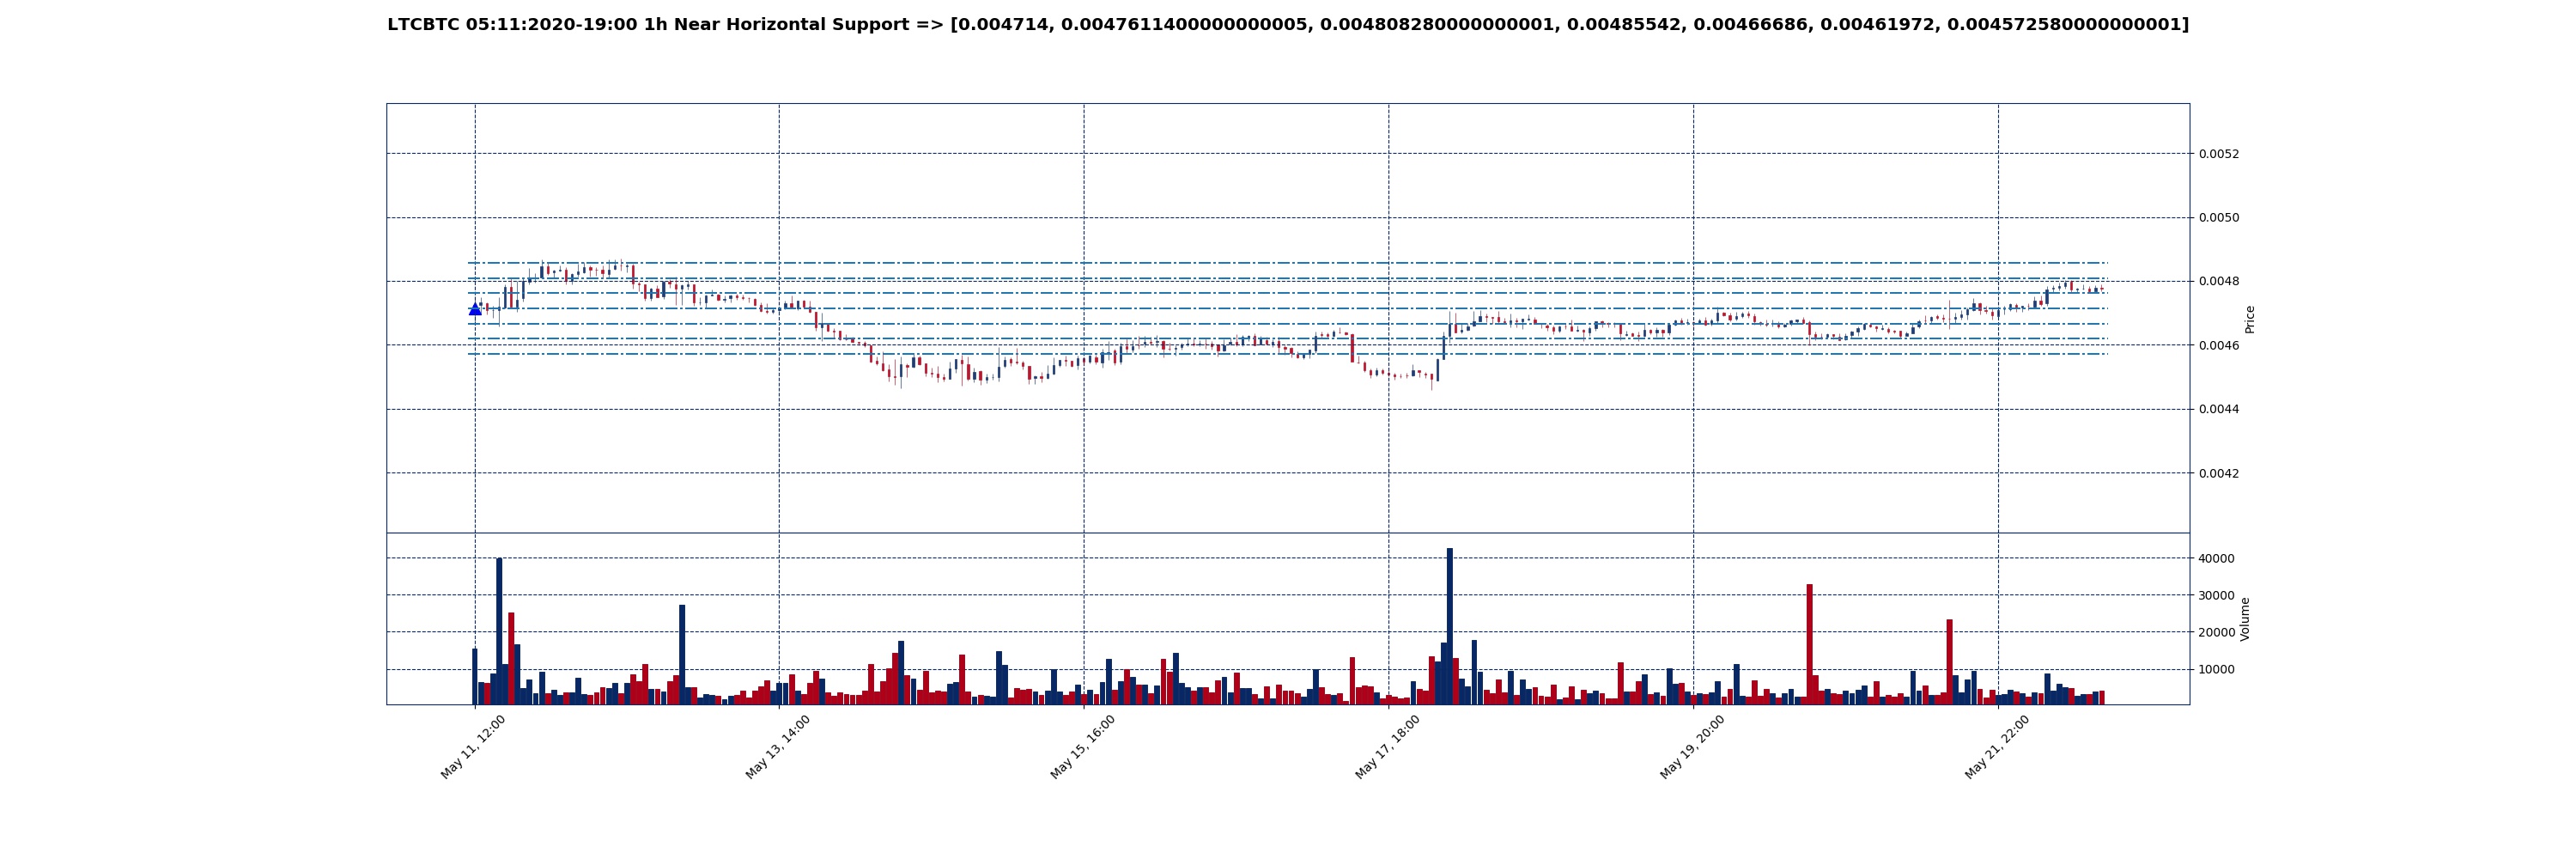 LTCBTC 05:11:2020-19:00 1h Near Horizontal Support => [0.004714, 0.0047611400000000005, 0.004808280000000001, 0.00485542, 0.00466686, 0.00461972, 0.004572580000000001]
0.0052
0.0050
0.0048
0.0046
0.0044
0.0042
Price
40000
30000
20000
10000
Volume
May 11, 12:00
May 13, 14:00
May 15, 16:00
May 17, 18:00
May 19, 20:00
May 21, 22:00